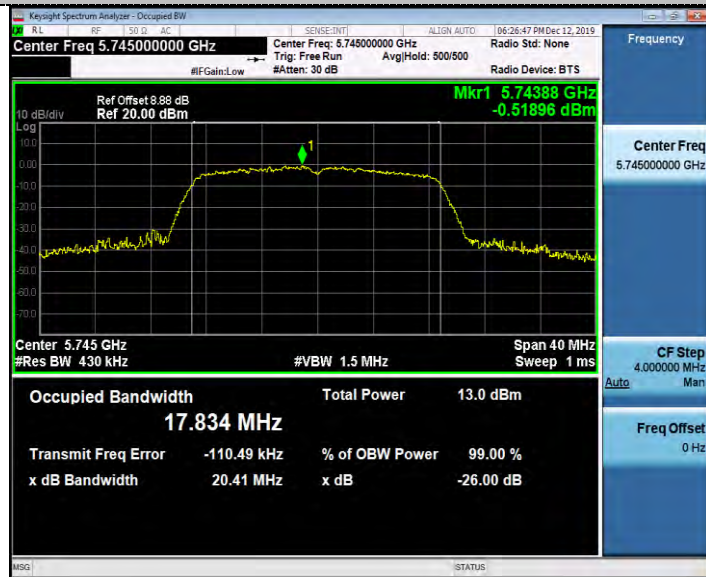 Keysight Spectrum Analyzer - Occupied BW
RL RF 50 Ω AC SENSE:INT ALIGN AUTO 06:26:47 PM Dec 12, 2019
Center Freq 5.745000000 GHz
Center Freq: 5.745000000 GHz
Radio Std: None
Trig: Free Run Avg|Hold: 500/500
#IFGain:Low #Atten: 30 dB Radio Device: BTS
Frequency
Ref Offset 8.88 dB
Mkr1 5.74388 GHz
10 dB/div Ref 20.00 dBm -0.51896 dBm
Log
10.0
0.00
-10.0
-20.0
-30.0
-40.0
-50.0
-60.0
-70.0
1
Center 5.745 GHz Span 40 MHz
#Res BW 430 kHz #VBW 1.5 MHz Sweep 1 ms
Occupied Bandwidth Total Power 13.0 dBm
17.834 MHz
Transmit Freq Error -110.49 kHz % of OBW Power 99.00 %
x dB Bandwidth 20.41 MHz x dB -26.00 dB
Center Freq
5.745000000 GHz
CF Step
4.000000 MHz
Auto Man
Freq Offset
0 Hz
MSG STATUS